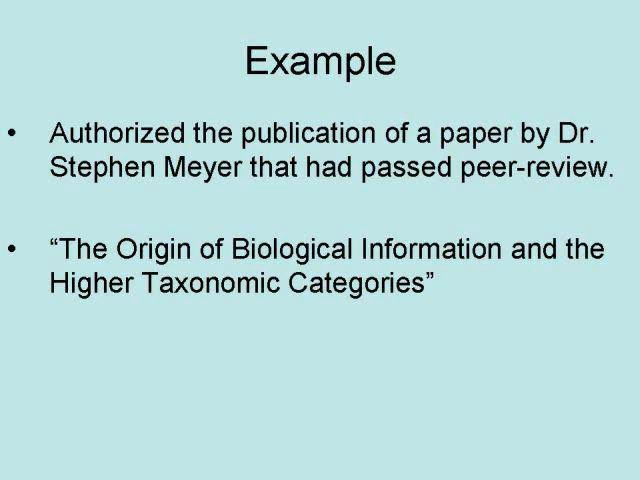 Example
• Authorized the publication of a paper by Dr.
Stephen Meyer that had passed peer-review.
• “The Origin of Biological Information and the
Higher Taxonomic Categories”